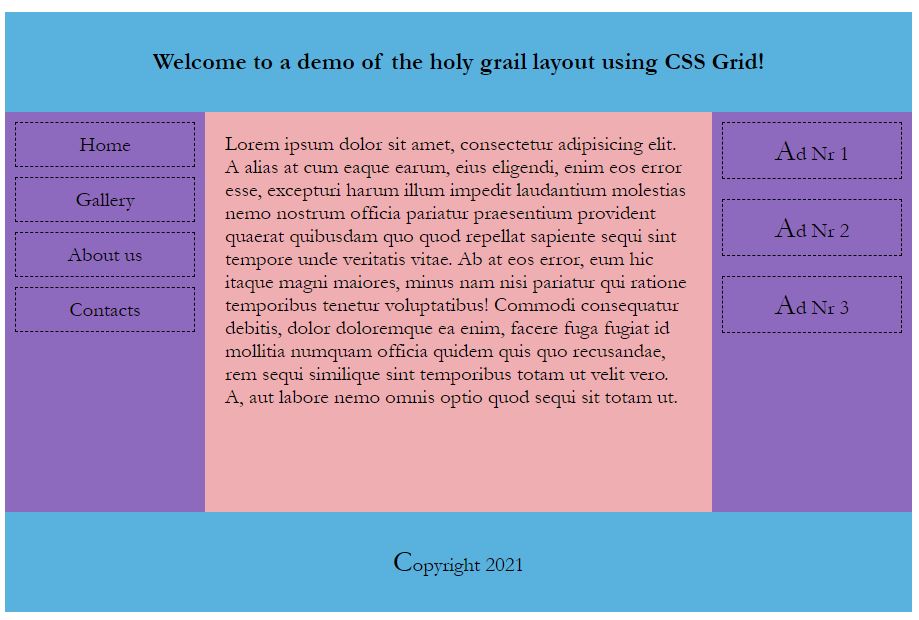 Welcome to a demo of the holy grail layout using CSS Grid!
Home
Gallery
About us
Contacts
Lorem ipsum dolor sit amet, consectetur adipisicing elit.
A alias at cum eaque earum, eius eligendi, enim eos error
esse, excepturi harum illum impedit laudantium molestias
nemo nostrum officia pariatur praesentium provident
quaerat quibusdam quo quod repellat sapiente sequi sint
tempore unde veritatis vitae. Ab at eos error, eum hic
itaque magni maiores, minus nam nisi pariatur qui ratione
temporibus tenetur voluptatibus! Commodi consequatur
debitis, dolor doloremque ea enim, facere fuga fugiat id
mollitia numquam officia quidem quis quo recusandae,
rem sequi similique sint temporibus totam ut velit vero.
A, aut labore nemo omnis optio quod sequi sit totam ut.
Ad Nr 1
Ad Nr 2
Ad Nr 3
Copyright 2021